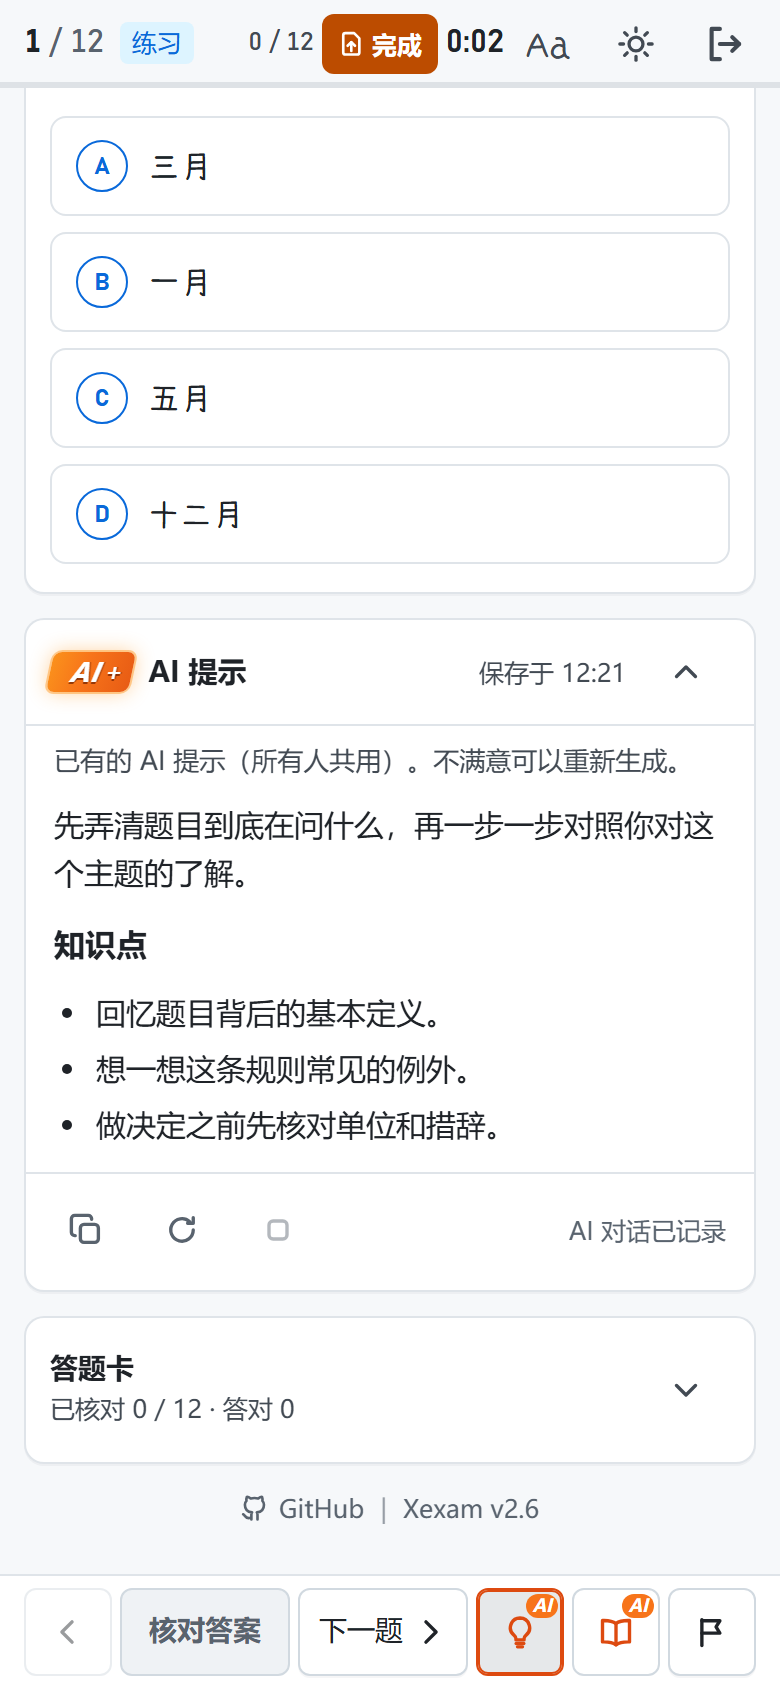 1 / 12 练习 0 / 12 完成 0:02 Aa
A 三月
B 一月
C 五月
D 十二月
AI+ AI 提示 保存于 12:21
已有的 AI 提示（所有人共用）。不满意可以重新生成。
先弄清题目到底在问什么，再一步一步对照你对这
个主题的了解。
知识点
• 回忆题目背后的基本定义。
• 想一想这条规则常见的例外。
• 做决定之前先核对单位和措辞。
AI 对话已记录
答题卡
已核对 0 / 12 · 答对 0
GitHub | Xexam v2.6
核对答案 下一题 AI AI